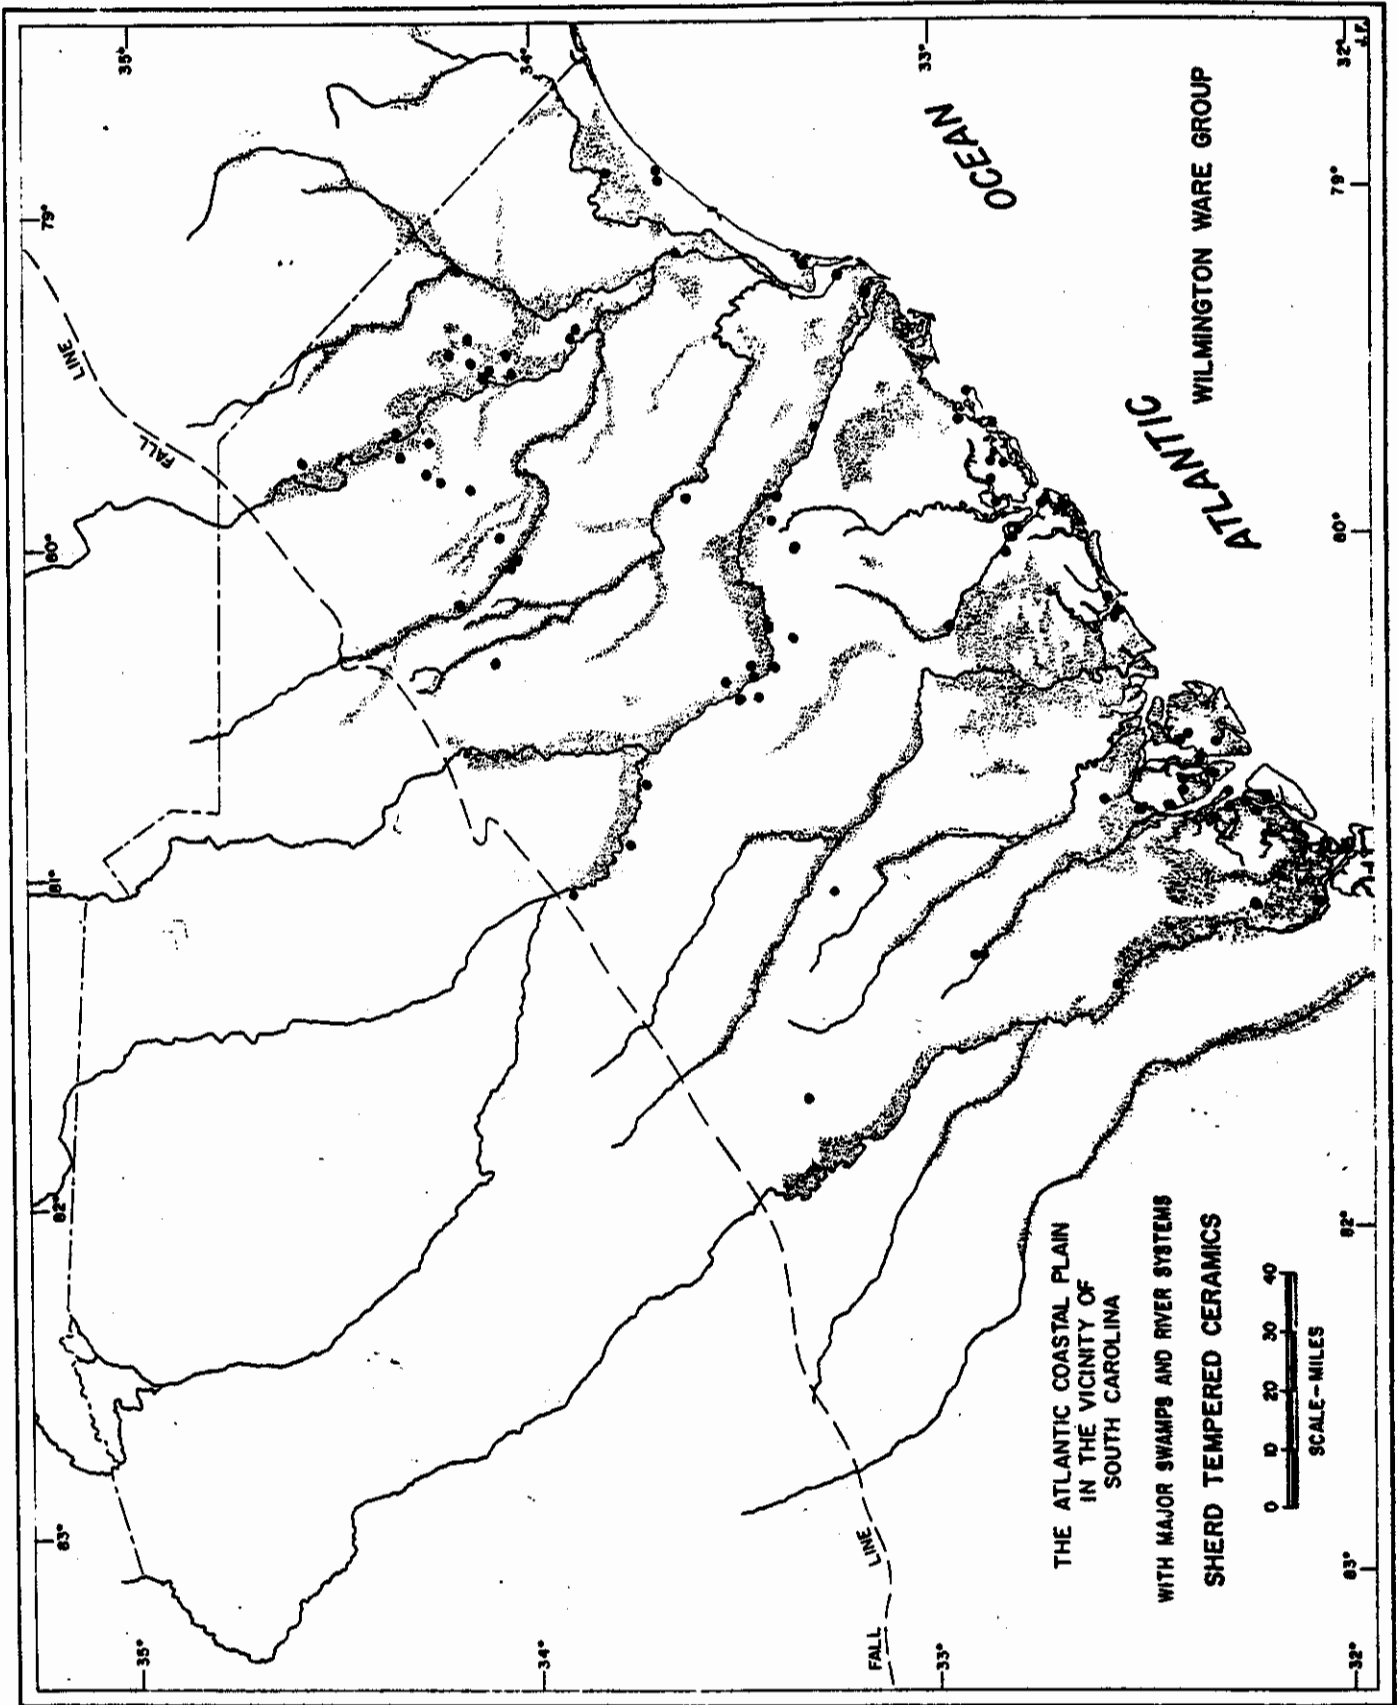 THE ATLANTIC COASTAL PLAIN
IN THE VICINITY OF
SOUTH CAROLINA
WITH MAJOR SWAMPS AND RIVER SYSTEMS
SHERD TEMPERED CERAMICS
0 10 20 30 40
SCALE-MILES
WILMINGTON WARE GROUP
ATLANTIC
OCEAN
FALL
LINE
FALL
LINE
83°
82°
81°
80°
79°
35°
34°
33°
32°
35°
34°
33°
32°
83°
82°
80°
79°
J.F.